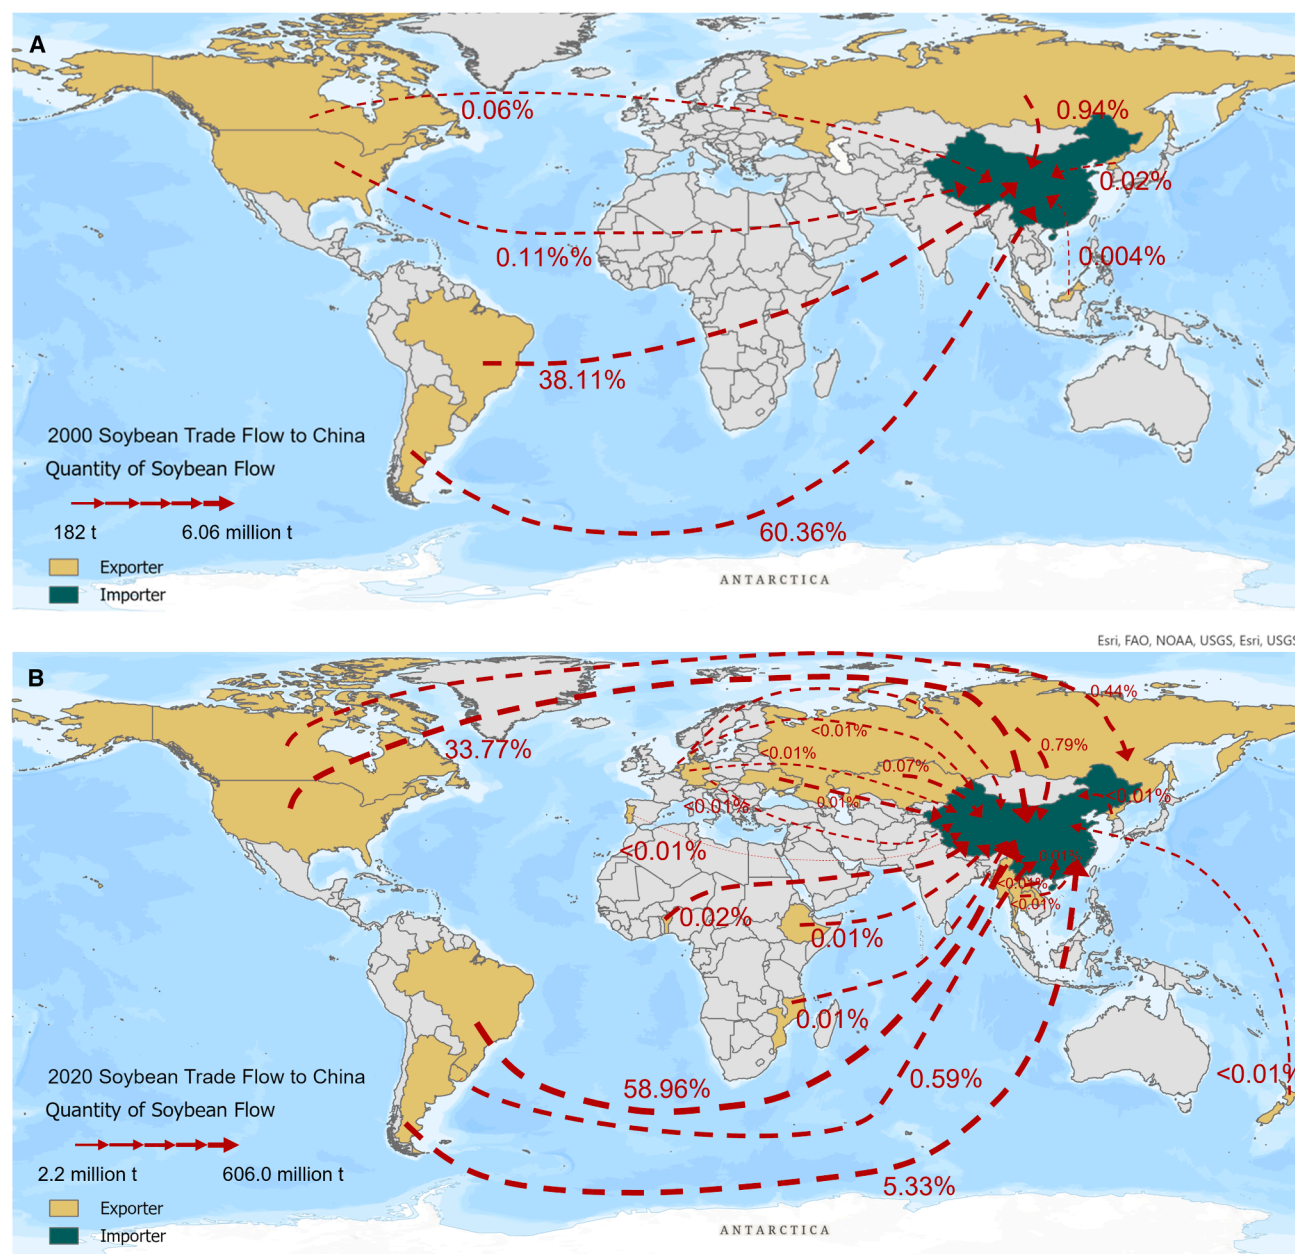 A
0.06%
0.94%
0.02%
0.11%%
0.004%
38.11%
2000 Soybean Trade Flow to China
Quantity of Soybean Flow
182 t
6.06 million t
60.36%
Exporter
Importer
ANTARCTICA
Esri, FAO, NOAA, USGS, Esri, USGS
B
0.44%
33.77%
<0.01%
0.79%
<0.01%
0.07%
<0.01%
0.01%
<0.01%
<0.01%
0.01%
<0.01%
<0.01%
0.02%
0.01%
0.01%
2020 Soybean Trade Flow to China
58.96%
0.59%
<0.01%
Quantity of Soybean Flow
2.2 million t
606.0 million t
5.33%
Exporter
Importer
ANTARCTICA